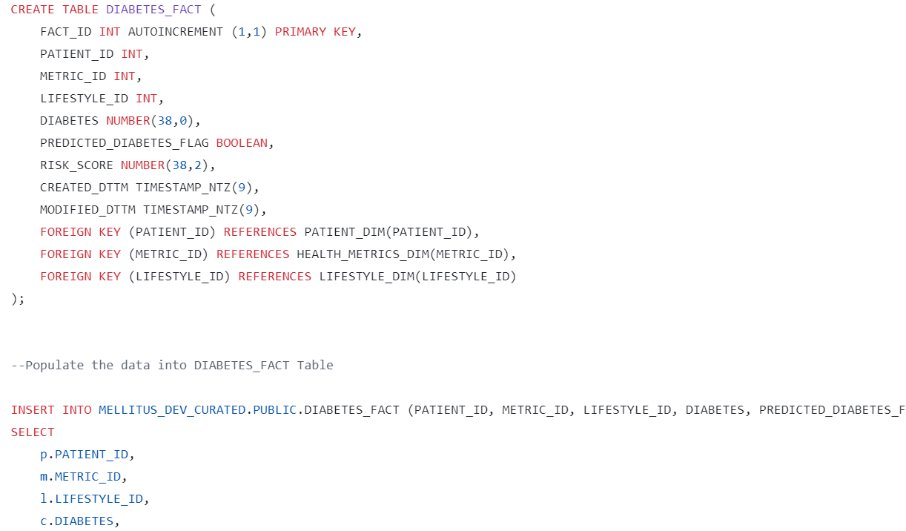 CREATE TABLE DIABETES_FACT (
    FACT_ID INT AUTOINCREMENT (1,1) PRIMARY KEY,
    PATIENT_ID INT,
    METRIC_ID INT,
    LIFESTYLE_ID INT,
    DIABETES NUMBER(38,0),
    PREDICTED_DIABETES_FLAG BOOLEAN,
    RISK_SCORE NUMBER(38,2),
    CREATED_DTTM TIMESTAMP_NTZ(9),
    MODIFIED_DTTM TIMESTAMP_NTZ(9),
    FOREIGN KEY (PATIENT_ID) REFERENCES PATIENT_DIM(PATIENT_ID),
    FOREIGN KEY (METRIC_ID) REFERENCES HEALTH_METRICS_DIM(METRIC_ID),
    FOREIGN KEY (LIFESTYLE_ID) REFERENCES LIFESTYLE_DIM(LIFESTYLE_ID)
);
--Populate the data into DIABETES_FACT Table
INSERT INTO MELLITUS_DEV_CURATED.PUBLIC.DIABETES_FACT (PATIENT_ID, METRIC_ID, LIFESTYLE_ID, DIABETES, PREDICTED_DIABETES_F
SELECT
    p.PATIENT_ID,
    m.METRIC_ID,
    l.LIFESTYLE_ID,
    c.DIABETES,